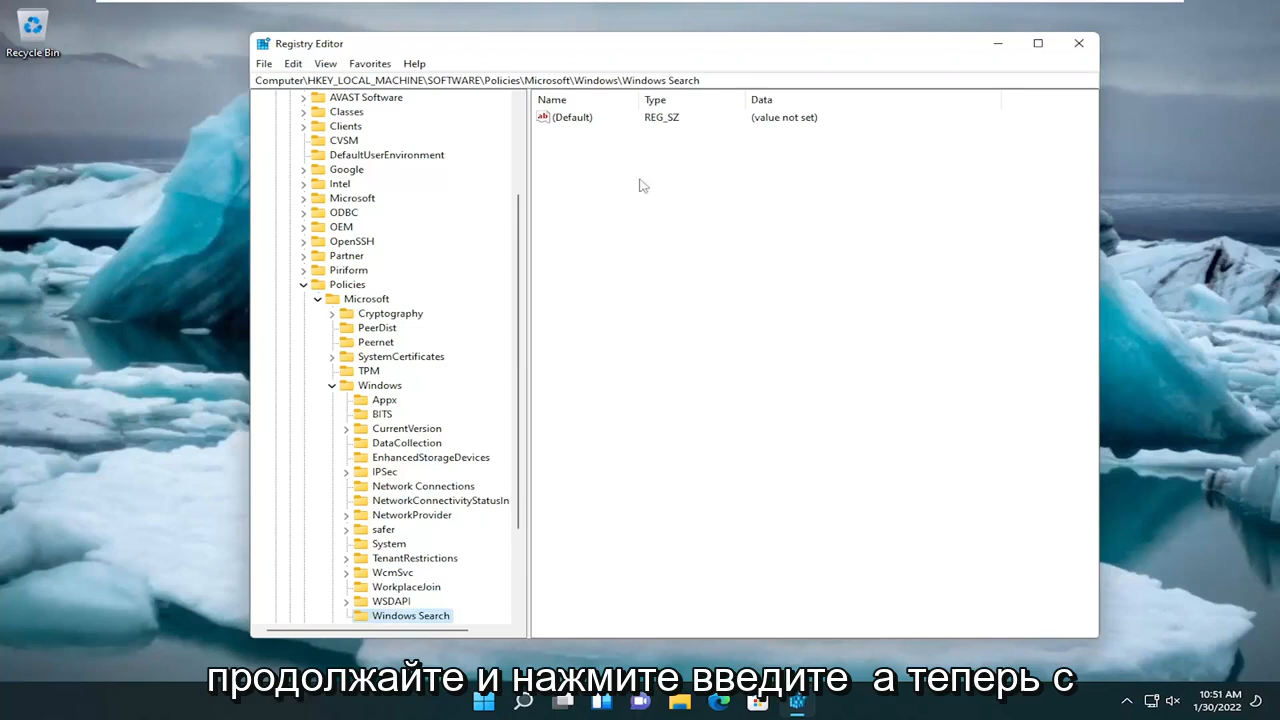 Recycle Bin
Registry Editor
File Edit View Favorites Help
Computer\HKEY_LOCAL_MACHINE\SOFTWARE\Policies\Microsoft\Windows\Windows Search
AVAST Software
Classes
Clients
CVSM
DefaultUserEnvironment
Google
Intel
Microsoft
ODBC
OEM
OpenSSH
Partner
Piriform
Policies
Microsoft
Cryptography
PeerDist
Peernet
SystemCertificates
TPM
Windows
Appx
BITS
CurrentVersion
DataCollection
EnhancedStorageDevices
IPSec
Network Connections
NetworkConnectivityStatusIn
NetworkProvider
safer
System
TenantRestrictions
WcmSvc
WorkplaceJoin
WSDAPI
Windows Search
Name Type Data
ab (Default) REG_SZ (value not set)
продолжайте и нажмите введите а теперь с
10:51 AM
1/30/2022